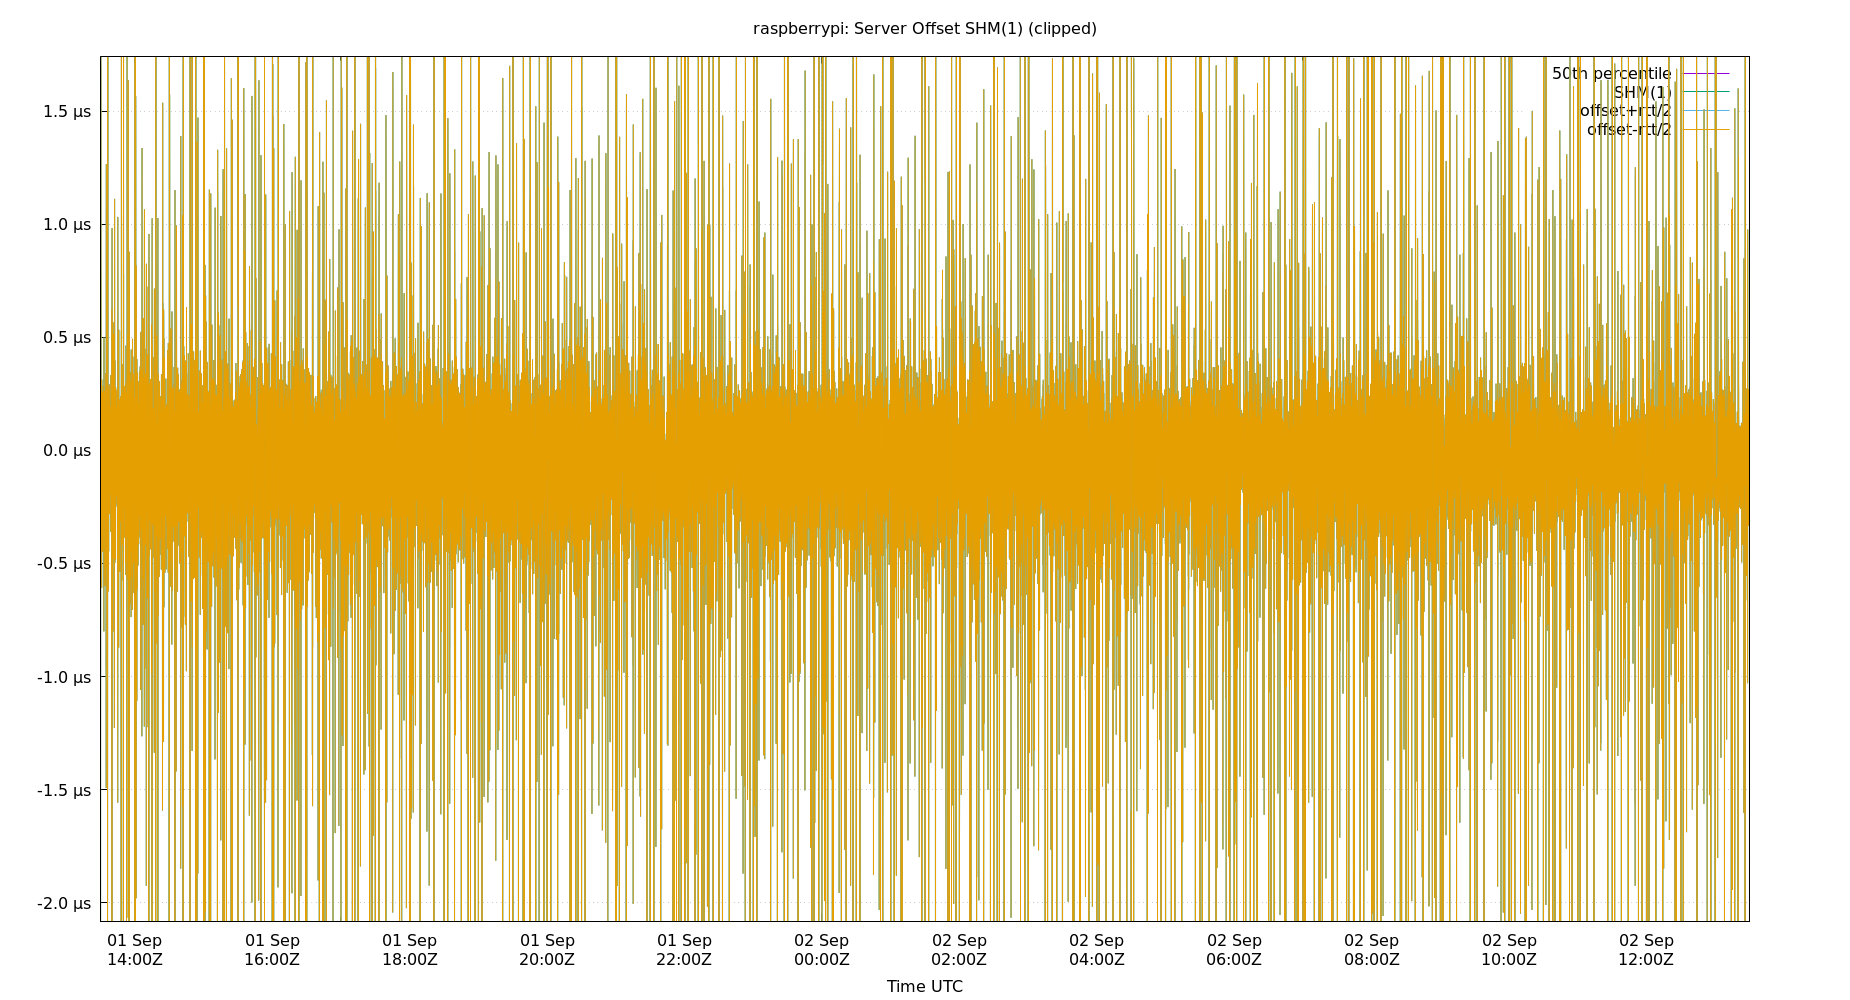 raspberrypi: Server Offset SHM(1) (clipped)
50th percentile
SHM(1)
offset+rtt/2
offset-rtt/2
1.5 µs
1.0 µs
0.5 µs
0.0 µs
-0.5 µs
-1.0 µs
-1.5 µs
-2.0 µs
01 Sep 01 Sep 01 Sep 01 Sep 01 Sep 02 Sep 02 Sep 02 Sep 02 Sep 02 Sep 02 Sep 02 Sep
14:00Z 16:00Z 18:00Z 20:00Z 22:00Z 00:00Z 02:00Z 04:00Z 06:00Z 08:00Z 10:00Z 12:00Z
Time UTC